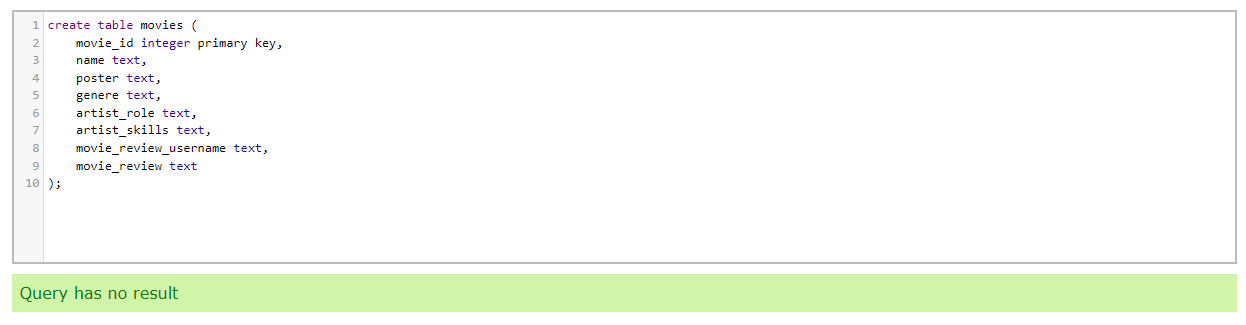 1 create table movies (
2     movie_id integer primary key,
3     name text,
4     poster text,
5     genere text,
6     artist_role text,
7     artist_skills text,
8     movie_review_username text,
9     movie_review text
10 );
Query has no result